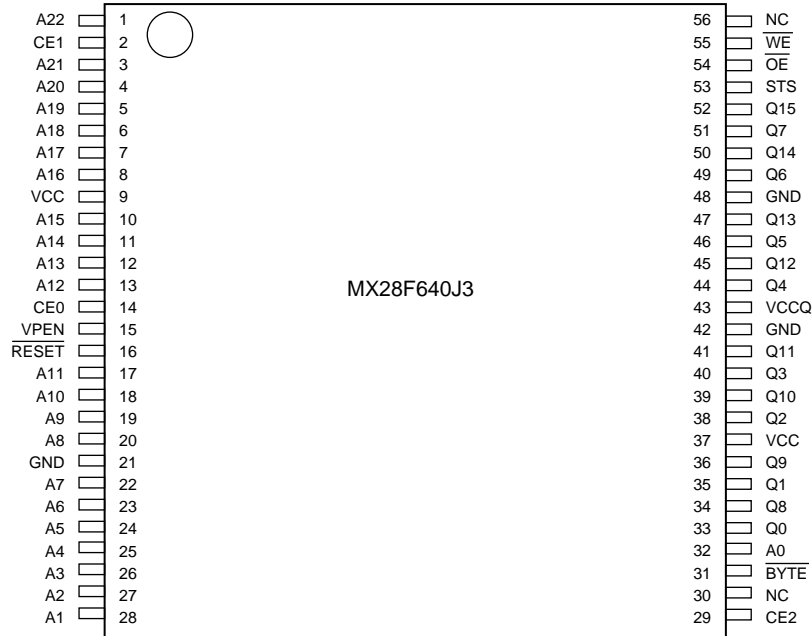 A22 1 56 NC
CE1 2 55 WE
A21 3 54 OE
A20 4 53 STS
A19 5 52 Q15
A18 6 51 Q7
A17 7 50 Q14
A16 8 49 Q6
VCC 9 48 GND
A15 10 47 Q13
A14 11 46 Q5
A13 12 45 Q12
A12 13 44 Q4
MX28F640J3
CE0 14 43 VCCQ
VPEN 15 42 GND
RESET 16 41 Q11
A11 17 40 Q3
A10 18 39 Q10
A9 19 38 Q2
A8 20 37 VCC
GND 21 36 Q9
A7 22 35 Q1
A6 23 34 Q8
A5 24 33 Q0
A4 25 32 A0
A3 26 31 BYTE
A2 27 30 NC
A1 28 29 CE2